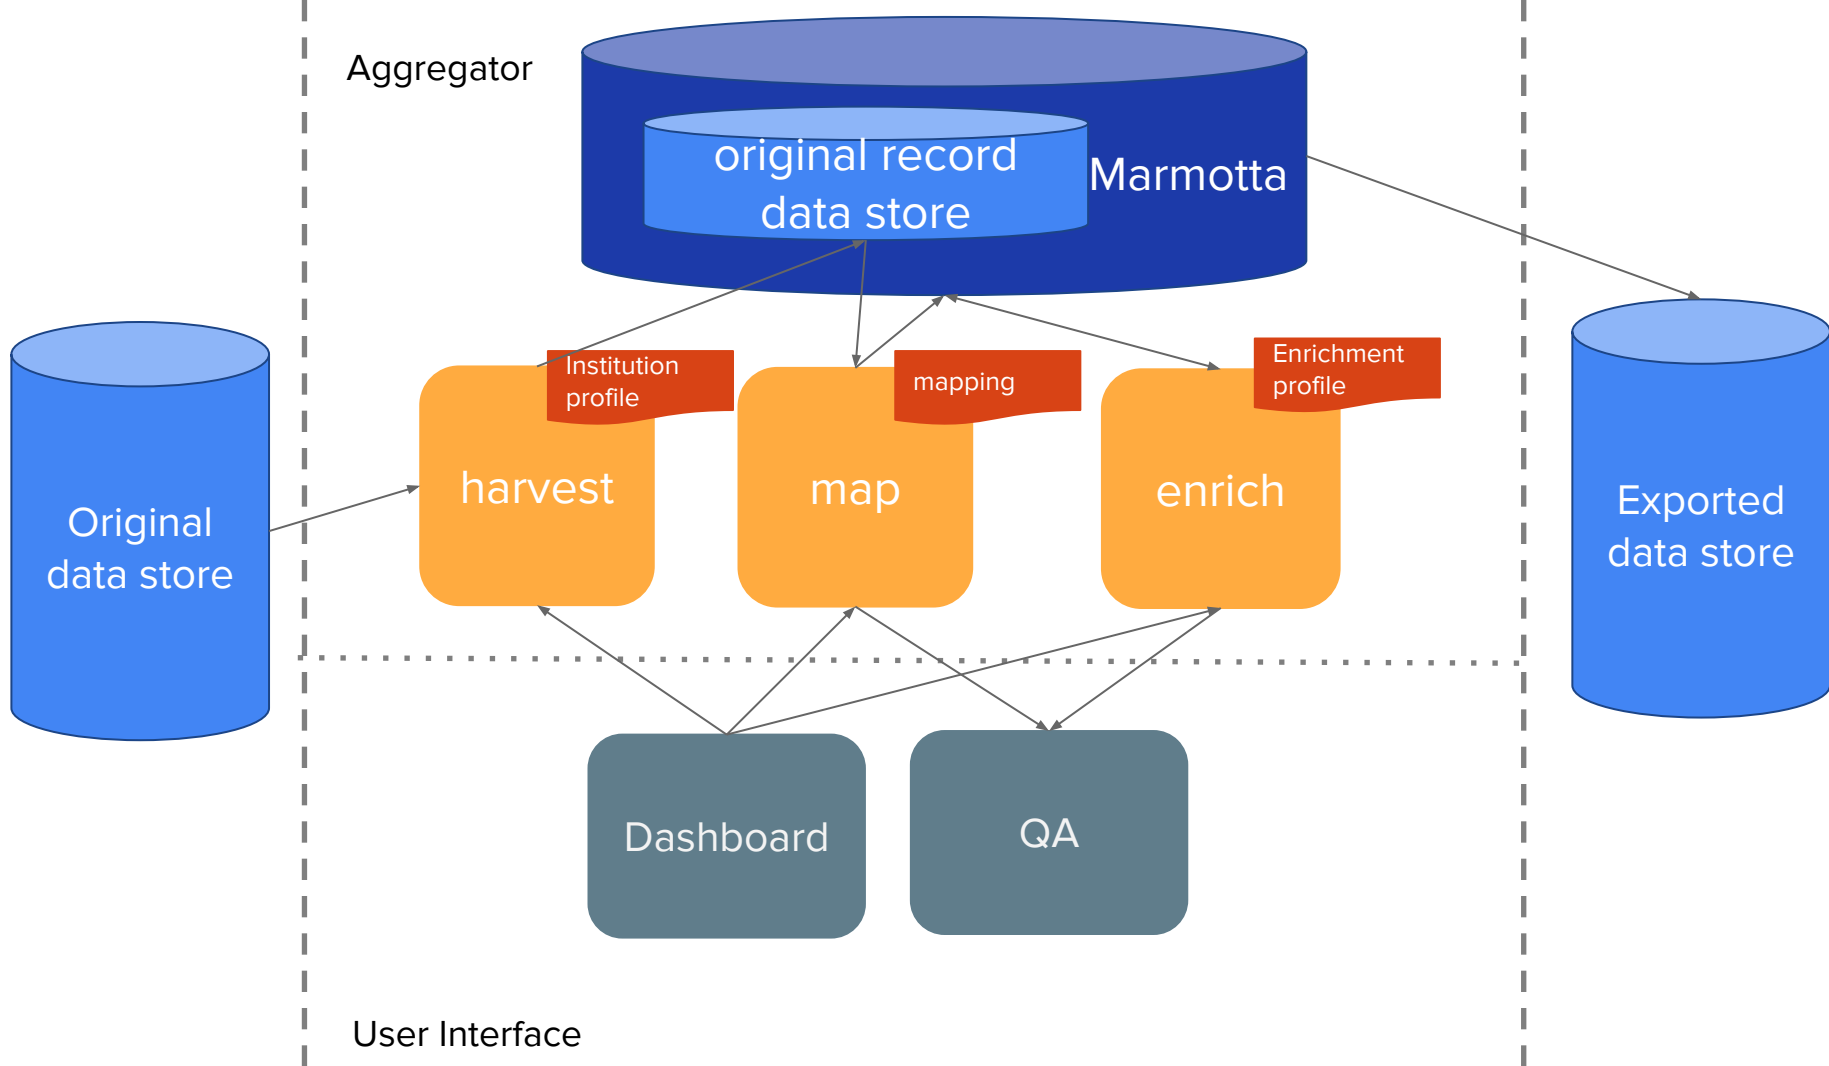 Aggregator
original record
data store
Marmotta
Institution
profile
mapping
Enrichment
profile
harvest
map
enrich
Original
data store
Exported
data store
Dashboard
QA
User Interface